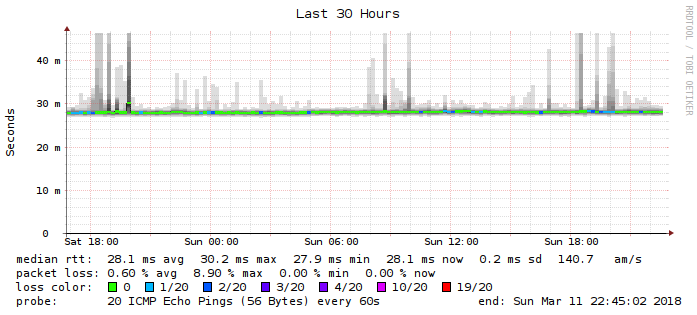 Last 30 Hours
RRDTOOL / TOBI OETIKER
Seconds
40 m
30 m
20 m
10 m
0
Sat 18:00 Sun 00:00 Sun 06:00 Sun 12:00 Sun 18:00
median rtt: 28.1 ms avg 30.2 ms max 27.9 ms min 28.1 ms now 0.2 ms sd 140.7 am/s
packet loss: 0.60 % avg 8.90 % max 0.00 % min 0.00 % now
loss color: 0 1/20 2/20 3/20 4/20 10/20 19/20
probe: 20 ICMP Echo Pings (56 Bytes) every 60s end: Sun Mar 11 22:45:02 2018